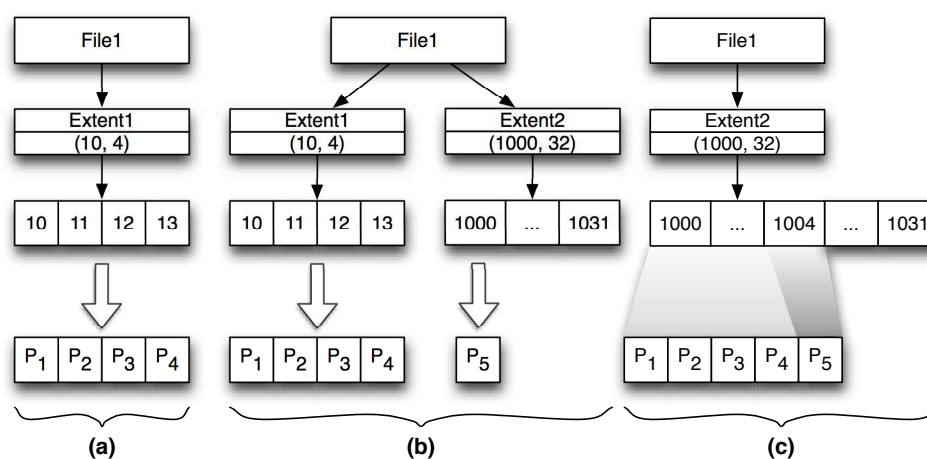 File1
File1
File1
Extent1
(10, 4)
Extent1
(10, 4)
Extent2
(1000, 32)
Extent2
(1000, 32)
10 11 12 13
10 11 12 13
1000 ... 1031
1000 ... 1004 ... 1031
P1 P2 P3 P4
P1 P2 P3 P4
P5
P1 P2 P3 P4 P5
(a)
(b)
(c)